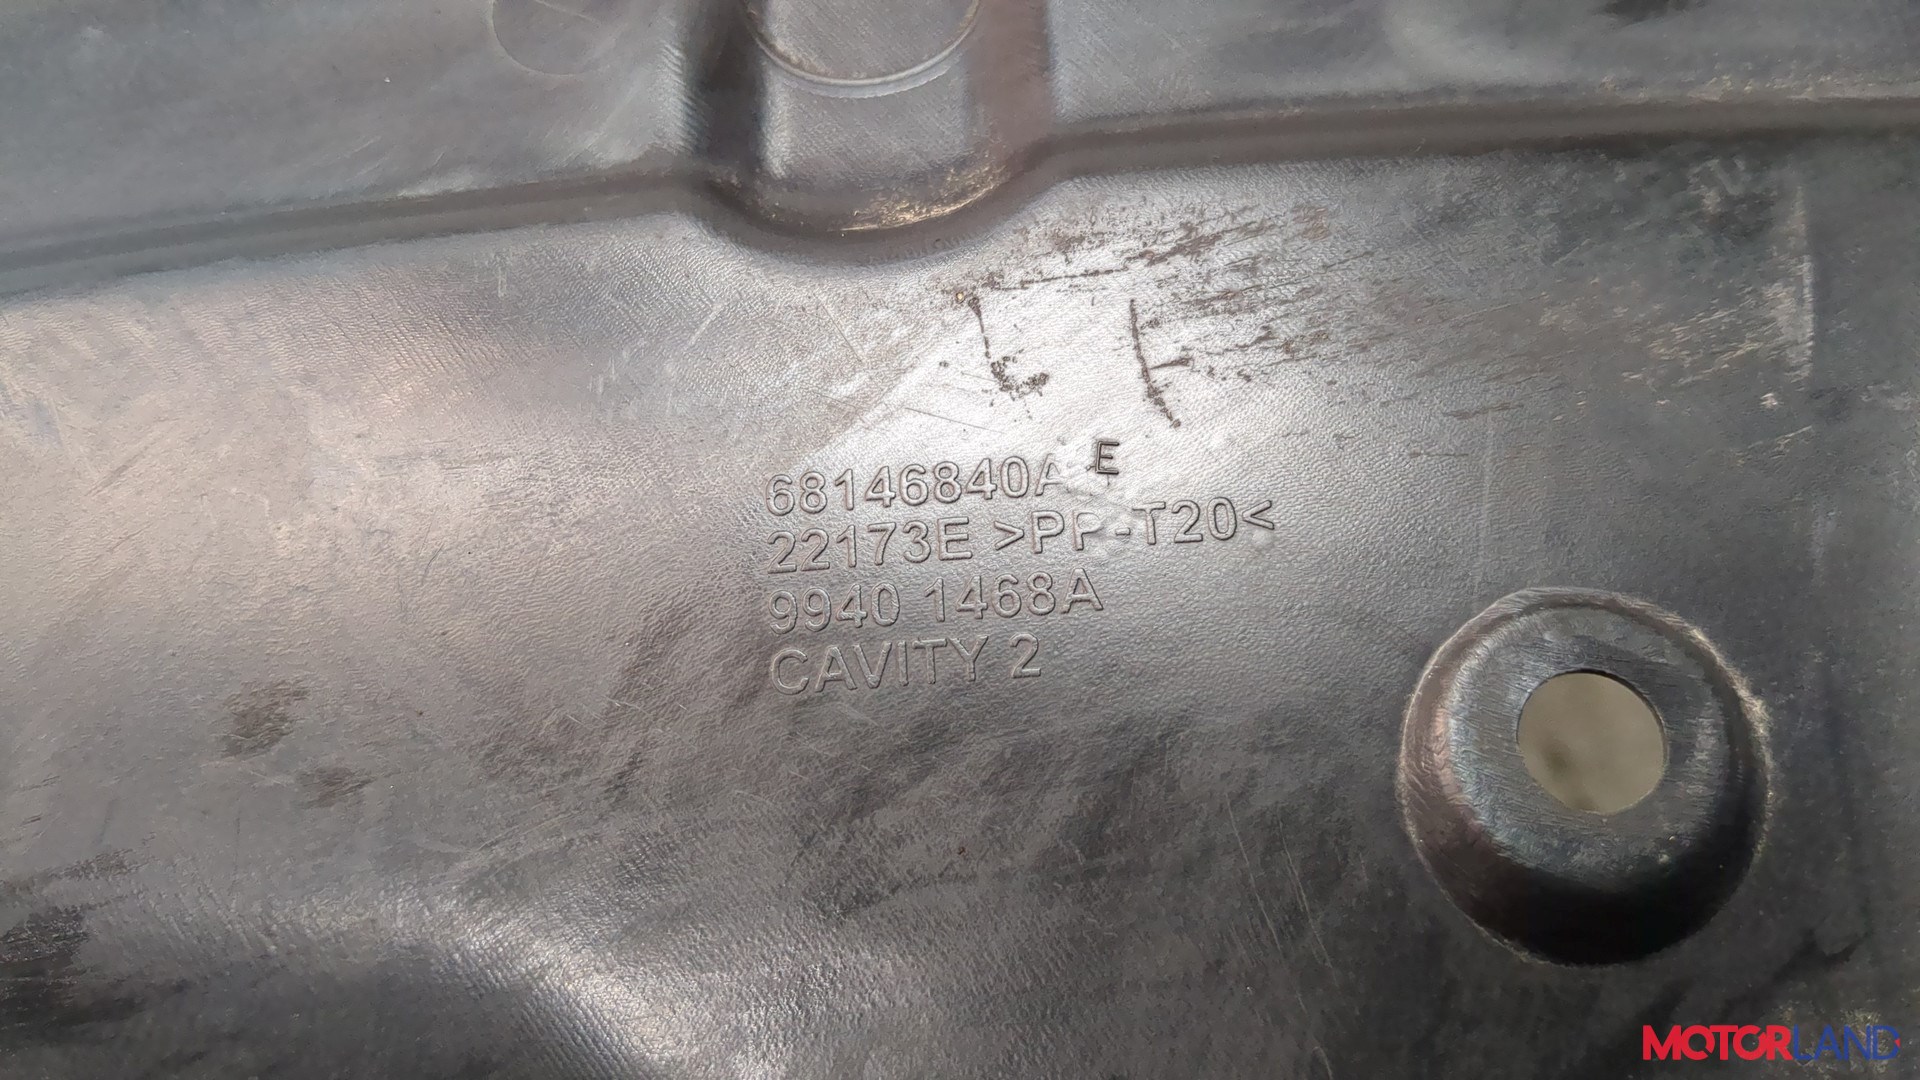 68146840A E
22173E >PP-T20<
9940 1468A
CAVITY 2
MOTORLAND